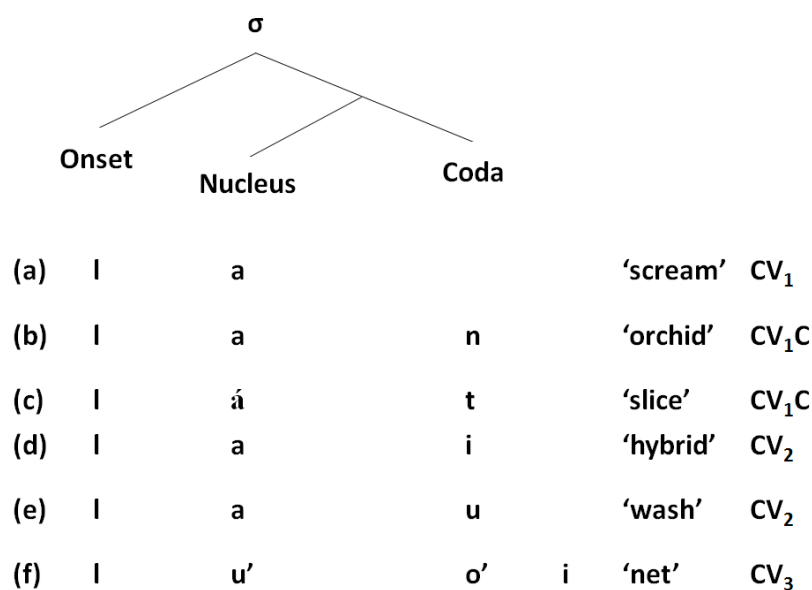 σ
Onset
Nucleus
Coda
(a) l a ‘scream’ CV₁
(b) l a n ‘orchid’ CV₁C
(c) l á t ‘slice’ CV₁C
(d) l a i ‘hybrid’ CV₂
(e) l a u ‘wash’ CV₂
(f) l u’ o’ i ‘net’ CV₃